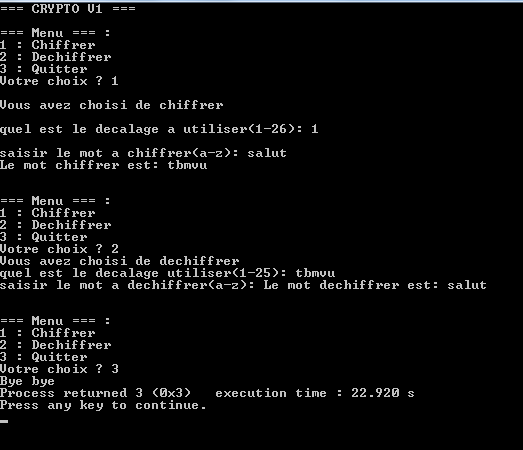 === CRYPTO V1 ===
=== Menu === :
1 : Chiffrer
2 : Dechiffrer
3 : Quitter
Votre choix ? 1
Vous avez choisi de chiffrer
quel est le decalage a utiliser(1-26): 1
saisir le mot a chiffrer(a-z): salut
Le mot chiffrer est: tbmvu
=== Menu === :
1 : Chiffrer
2 : Dechiffrer
3 : Quitter
Votre choix ? 2
Vous avez choisi de dechiffrer
quel est le decalage utiliser(1-25): tbmvu
saisir le mot a dechiffrer(a-z): Le mot dechiffrer est: salut
=== Menu === :
1 : Chiffrer
2 : Dechiffrer
3 : Quitter
Votre choix ? 3
Bye bye
Process returned 3 (0x3)   execution time : 22.920 s
Press any key to continue.